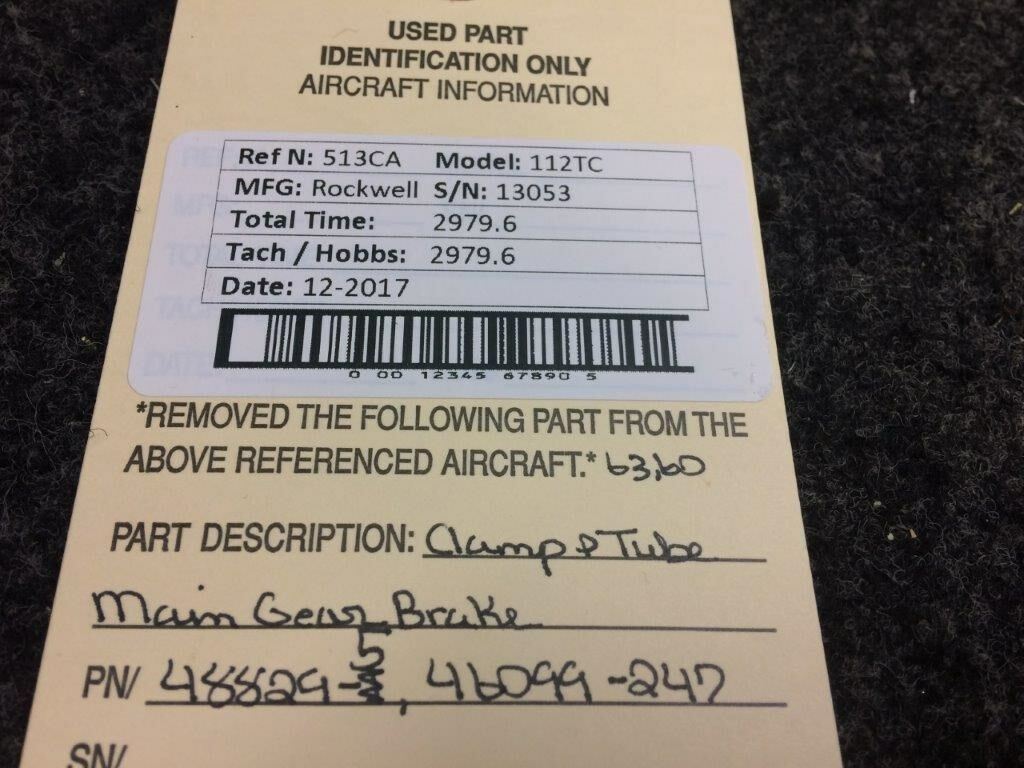 USED PART
IDENTIFICATION ONLY
AIRCRAFT INFORMATION
Ref N: 513CA Model: 112TC
MFG: Rockwell S/N: 13053
Total Time: 2979.6
Tach / Hobbs: 2979.6
Date: 12-2017
0 00 12345 67890 5
*REMOVED THE FOLLOWING PART FROM THE
ABOVE REFERENCED AIRCRAFT.* 63,60
PART DESCRIPTION: Clamp & Tube
Main Gear Brake
PN/ 48829-5, 46099-247
SN/